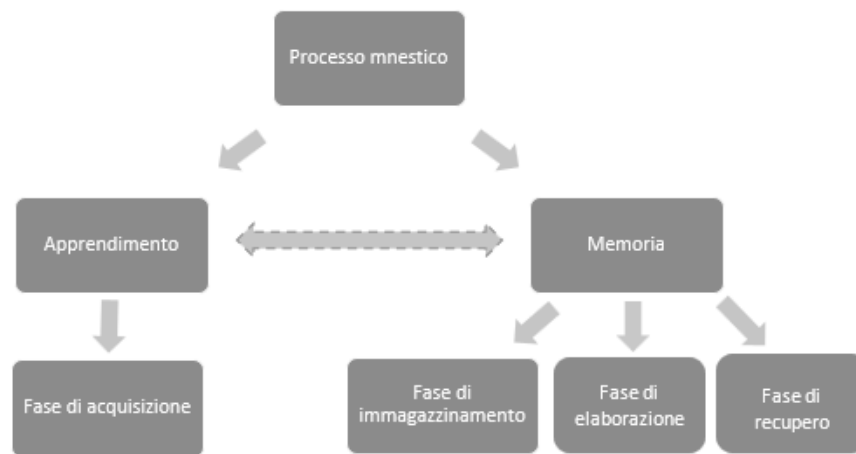 Processo mnestico
Apprendimento
Memoria
Fase di acquisizione
Fase di
immagazzinamento
Fase di
elaborazione
Fase di
recupero